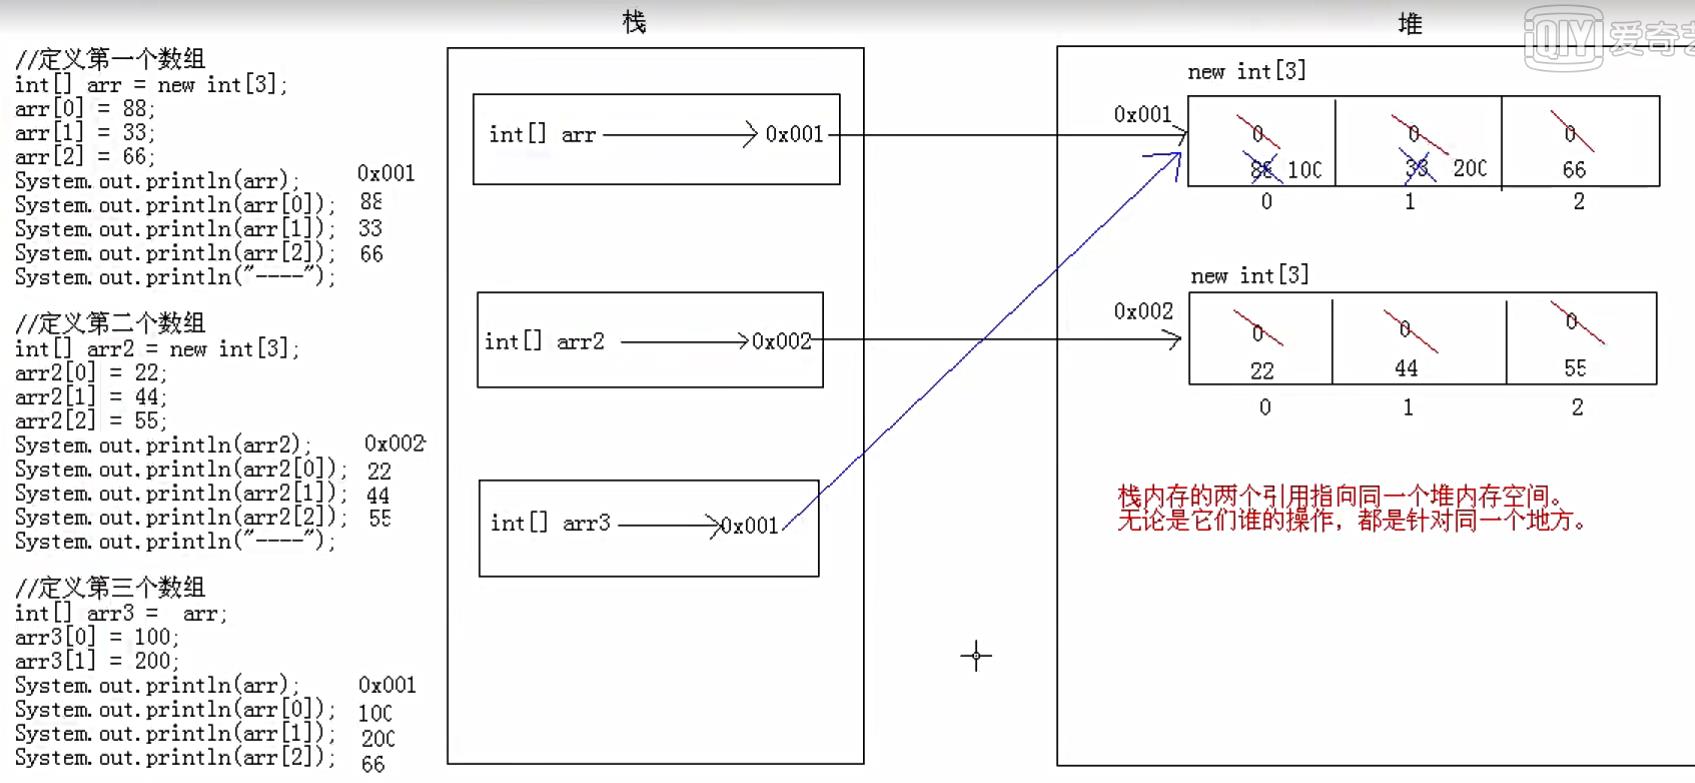 栈
堆
爱奇艺
//定义第一个数组
int[] arr = new int[3];
arr[0] = 88;
arr[1] = 33;
arr[2] = 66;
System.out.println(arr); 0x001
System.out.println(arr[0]); 88
System.out.println(arr[1]); 33
System.out.println(arr[2]); 66
System.out.println("----");
//定义第二个数组
int[] arr2 = new int[3];
arr2[0] = 22;
arr2[1] = 44;
arr2[2] = 55;
System.out.println(arr2); 0x002
System.out.println(arr2[0]); 22
System.out.println(arr2[1]); 44
System.out.println(arr2[2]); 55
System.out.println("----");
//定义第三个数组
int[] arr3 = arr;
arr3[0] = 100;
arr3[1] = 200;
System.out.println(arr); 0x001
System.out.println(arr[0]); 100
System.out.println(arr[1]); 200
System.out.println(arr[2]); 66
int[] arr 0x001
int[] arr2 0x002
int[] arr3 0x001
new int[3]
0x001
0 0 0
88 100 33 200 66
0 1 2
new int[3]
0x002
0 0 0
22 44 55
0 1 2
栈内存的两个引用指向同一个堆内存空间。
无论是它们谁的操作，都是针对同一个地方。